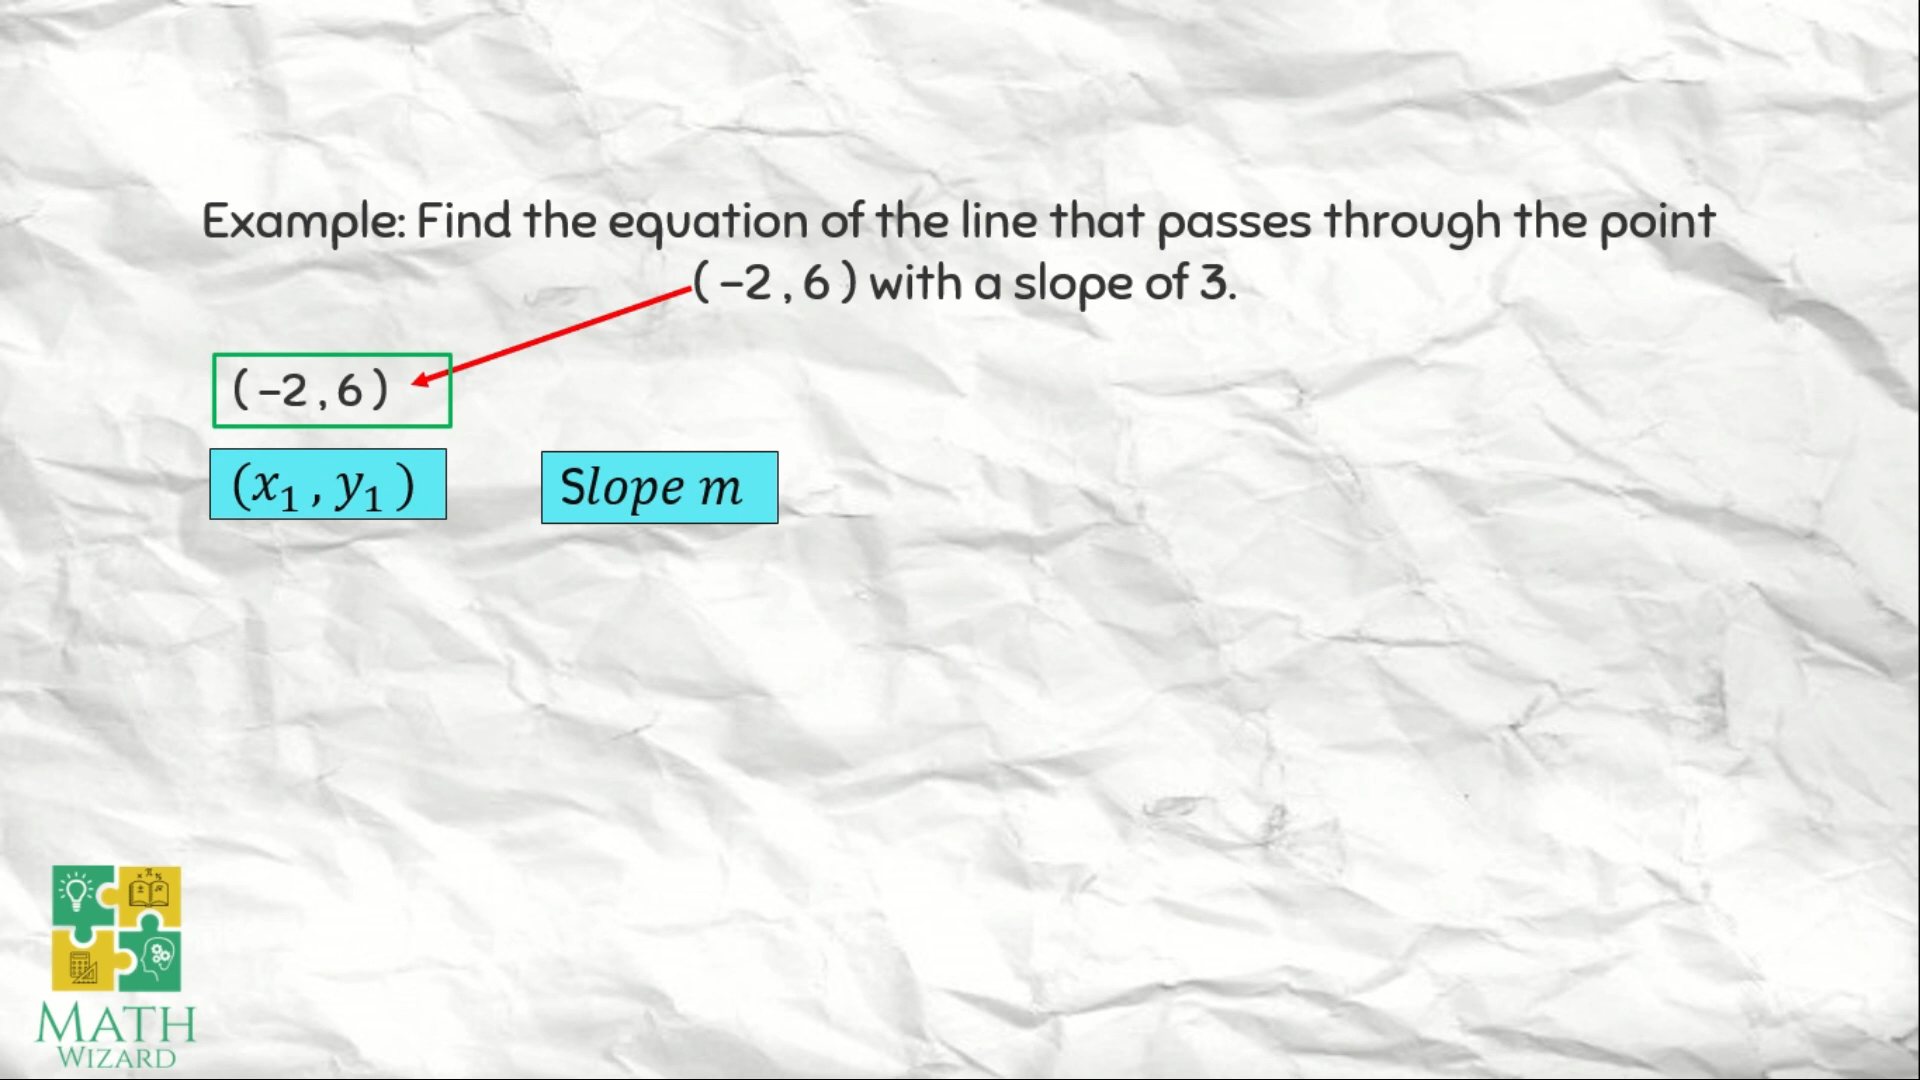 Example: Find the equation of the line that passes through the point
( -2 , 6 ) with a slope of 3.
( -2 , 6 )
(x₁ , y₁ )
Slope m
MATH
WIZARD